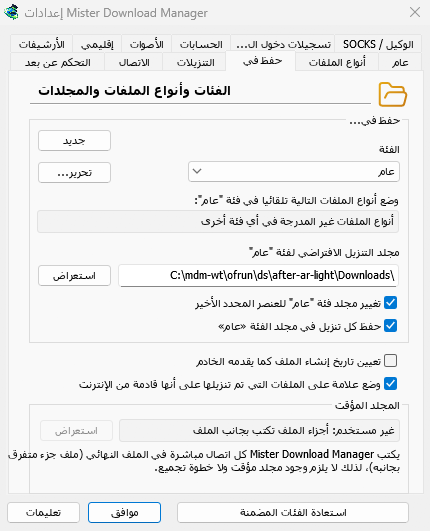 إعدادات Mister Download Manager
الوكيل / SOCKS
تسجيلات دخول ال...
الحسابات
الأصوات
إقليمي
الأرشيفات
عام
أنواع الملفات
حفظ في
التنزيلات
الاتصال
التحكم عن بعد
الفئات وأنواع الملفات والمجلدات
حفظ في...
الفئة
جديد
عام
تحرير...
وضع أنواع الملفات التالية تلقائيا في فئة "عام":
أنواع الملفات غير المدرجة في أي فئة أخرى
مجلد التنزيل الافتراضي لفئة "عام"
C:\mdm-wt\ofrun\ds\after-ar-light\Downloads\
استعراض
تغيير مجلد فئة "عام" للعنصر المحدد الأخير
حفظ كل تنزيل في مجلد الفئة «عام»
تعيين تاريخ إنشاء الملف كما يقدمه الخادم
وضع علامة على الملفات التي تم تنزيلها على أنها قادمة من الإنترنت
المجلد المؤقت
غير مستخدم: أجزاء الملف تكتب بجانب الملف
استعراض
يكتب Mister Download Manager كل اتصال مباشرة في الملف النهائي (ملف جزء متفرق
بجانبه)، لذلك لا يلزم وجود مجلد مؤقت ولا خطوة تجميع.
استعادة الفئات المضمنة
موافق
تعليمات